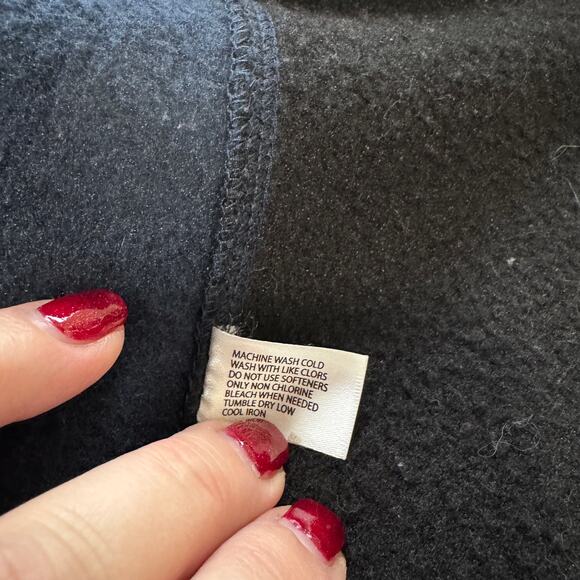 MACHINE WASH COLD
WASH WITH LIKE CLORS
DO NOT USE SOFTENERS
ONLY NON CHLORINE
BLEACH WHEN NEEDED
TUMBLE DRY LOW
COOL IRON